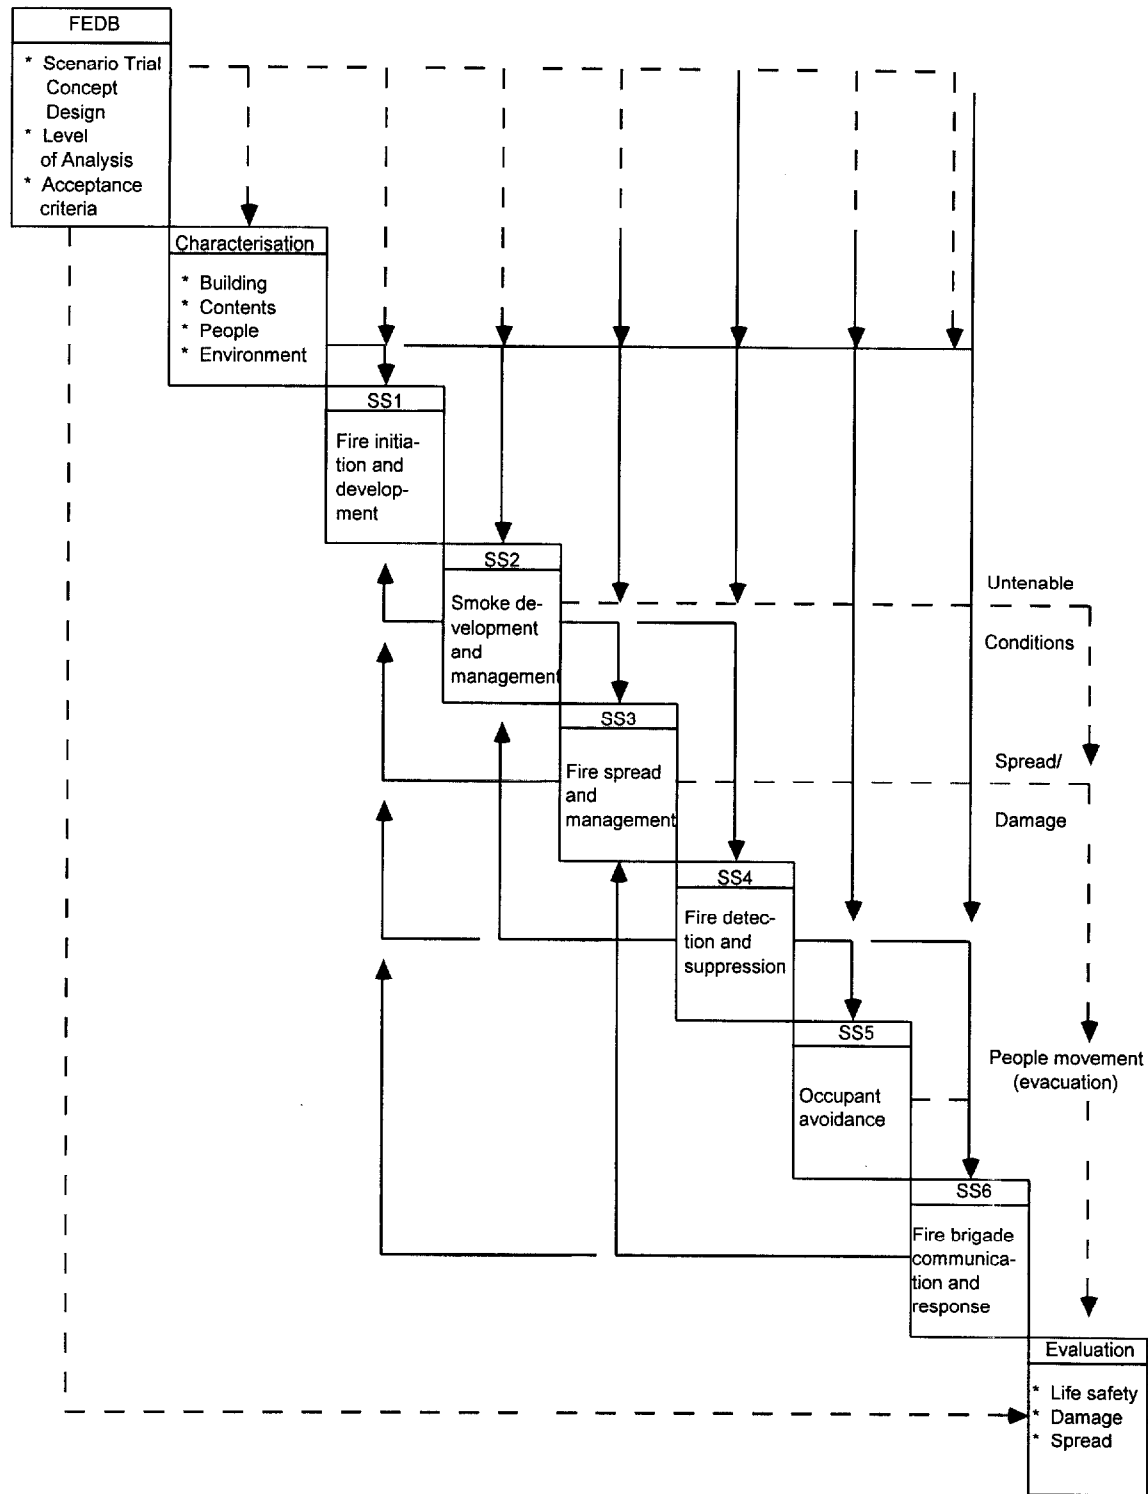 FEDB
* Scenario Trial
Concept
Design
* Level
of Analysis
* Acceptance
criteria
Characterisation
* Building
* Contents
* People
* Environment
SS1
Fire initia-
tion and
develop-
ment
SS2
Smoke de-
velopment
and
management
Untenable
Conditions
SS3
Fire spread
and
management
Spread/
Damage
SS4
Fire detec-
tion and
suppression
SS5
Occupant
avoidance
People movement
(evacuation)
SS6
Fire brigade
communica-
tion and
response
Evaluation
* Life safety
* Damage
* Spread